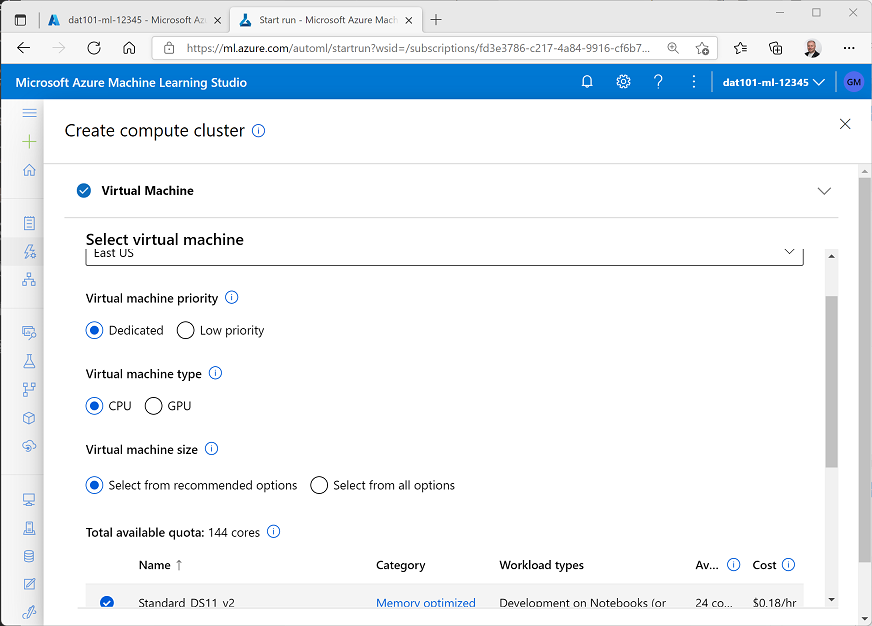 dat101-ml-12345 - Microsoft Az
Start run - Microsoft Azure Mach
https://ml.azure.com/automl/startrun?wsid=/subscriptions/fd3e3786-c217-4a84-9916-cf6b7...
Microsoft Azure Machine Learning Studio
dat101-ml-12345
GM
Create compute cluster
Virtual Machine
Select virtual machine
East US
Virtual machine priority
Dedicated
Low priority
Virtual machine type
CPU
GPU
Virtual machine size
Select from recommended options
Select from all options
Total available quota: 144 cores
Name ↑ Category Workload types Av... Cost
Standard_DS11_v2 Memory optimized Development on Notebooks (or 24 co... $0.18/hr